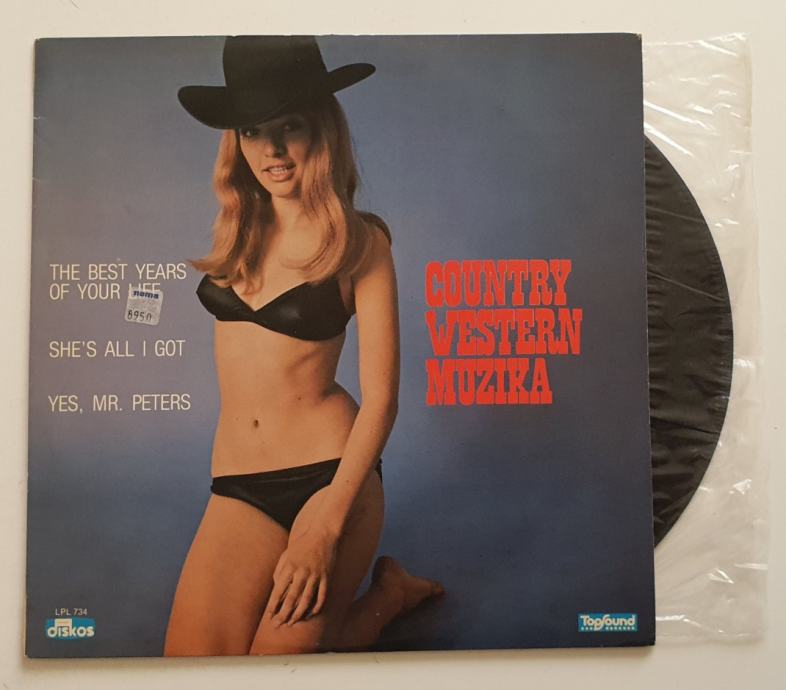 THE BEST YEARS
OF YOUR LIFE
nama
8950
SHE'S ALL I GOT
YES, MR. PETERS
COUNTRY
WESTERN
MUZIKA
LPL 734
diskos
TopSound